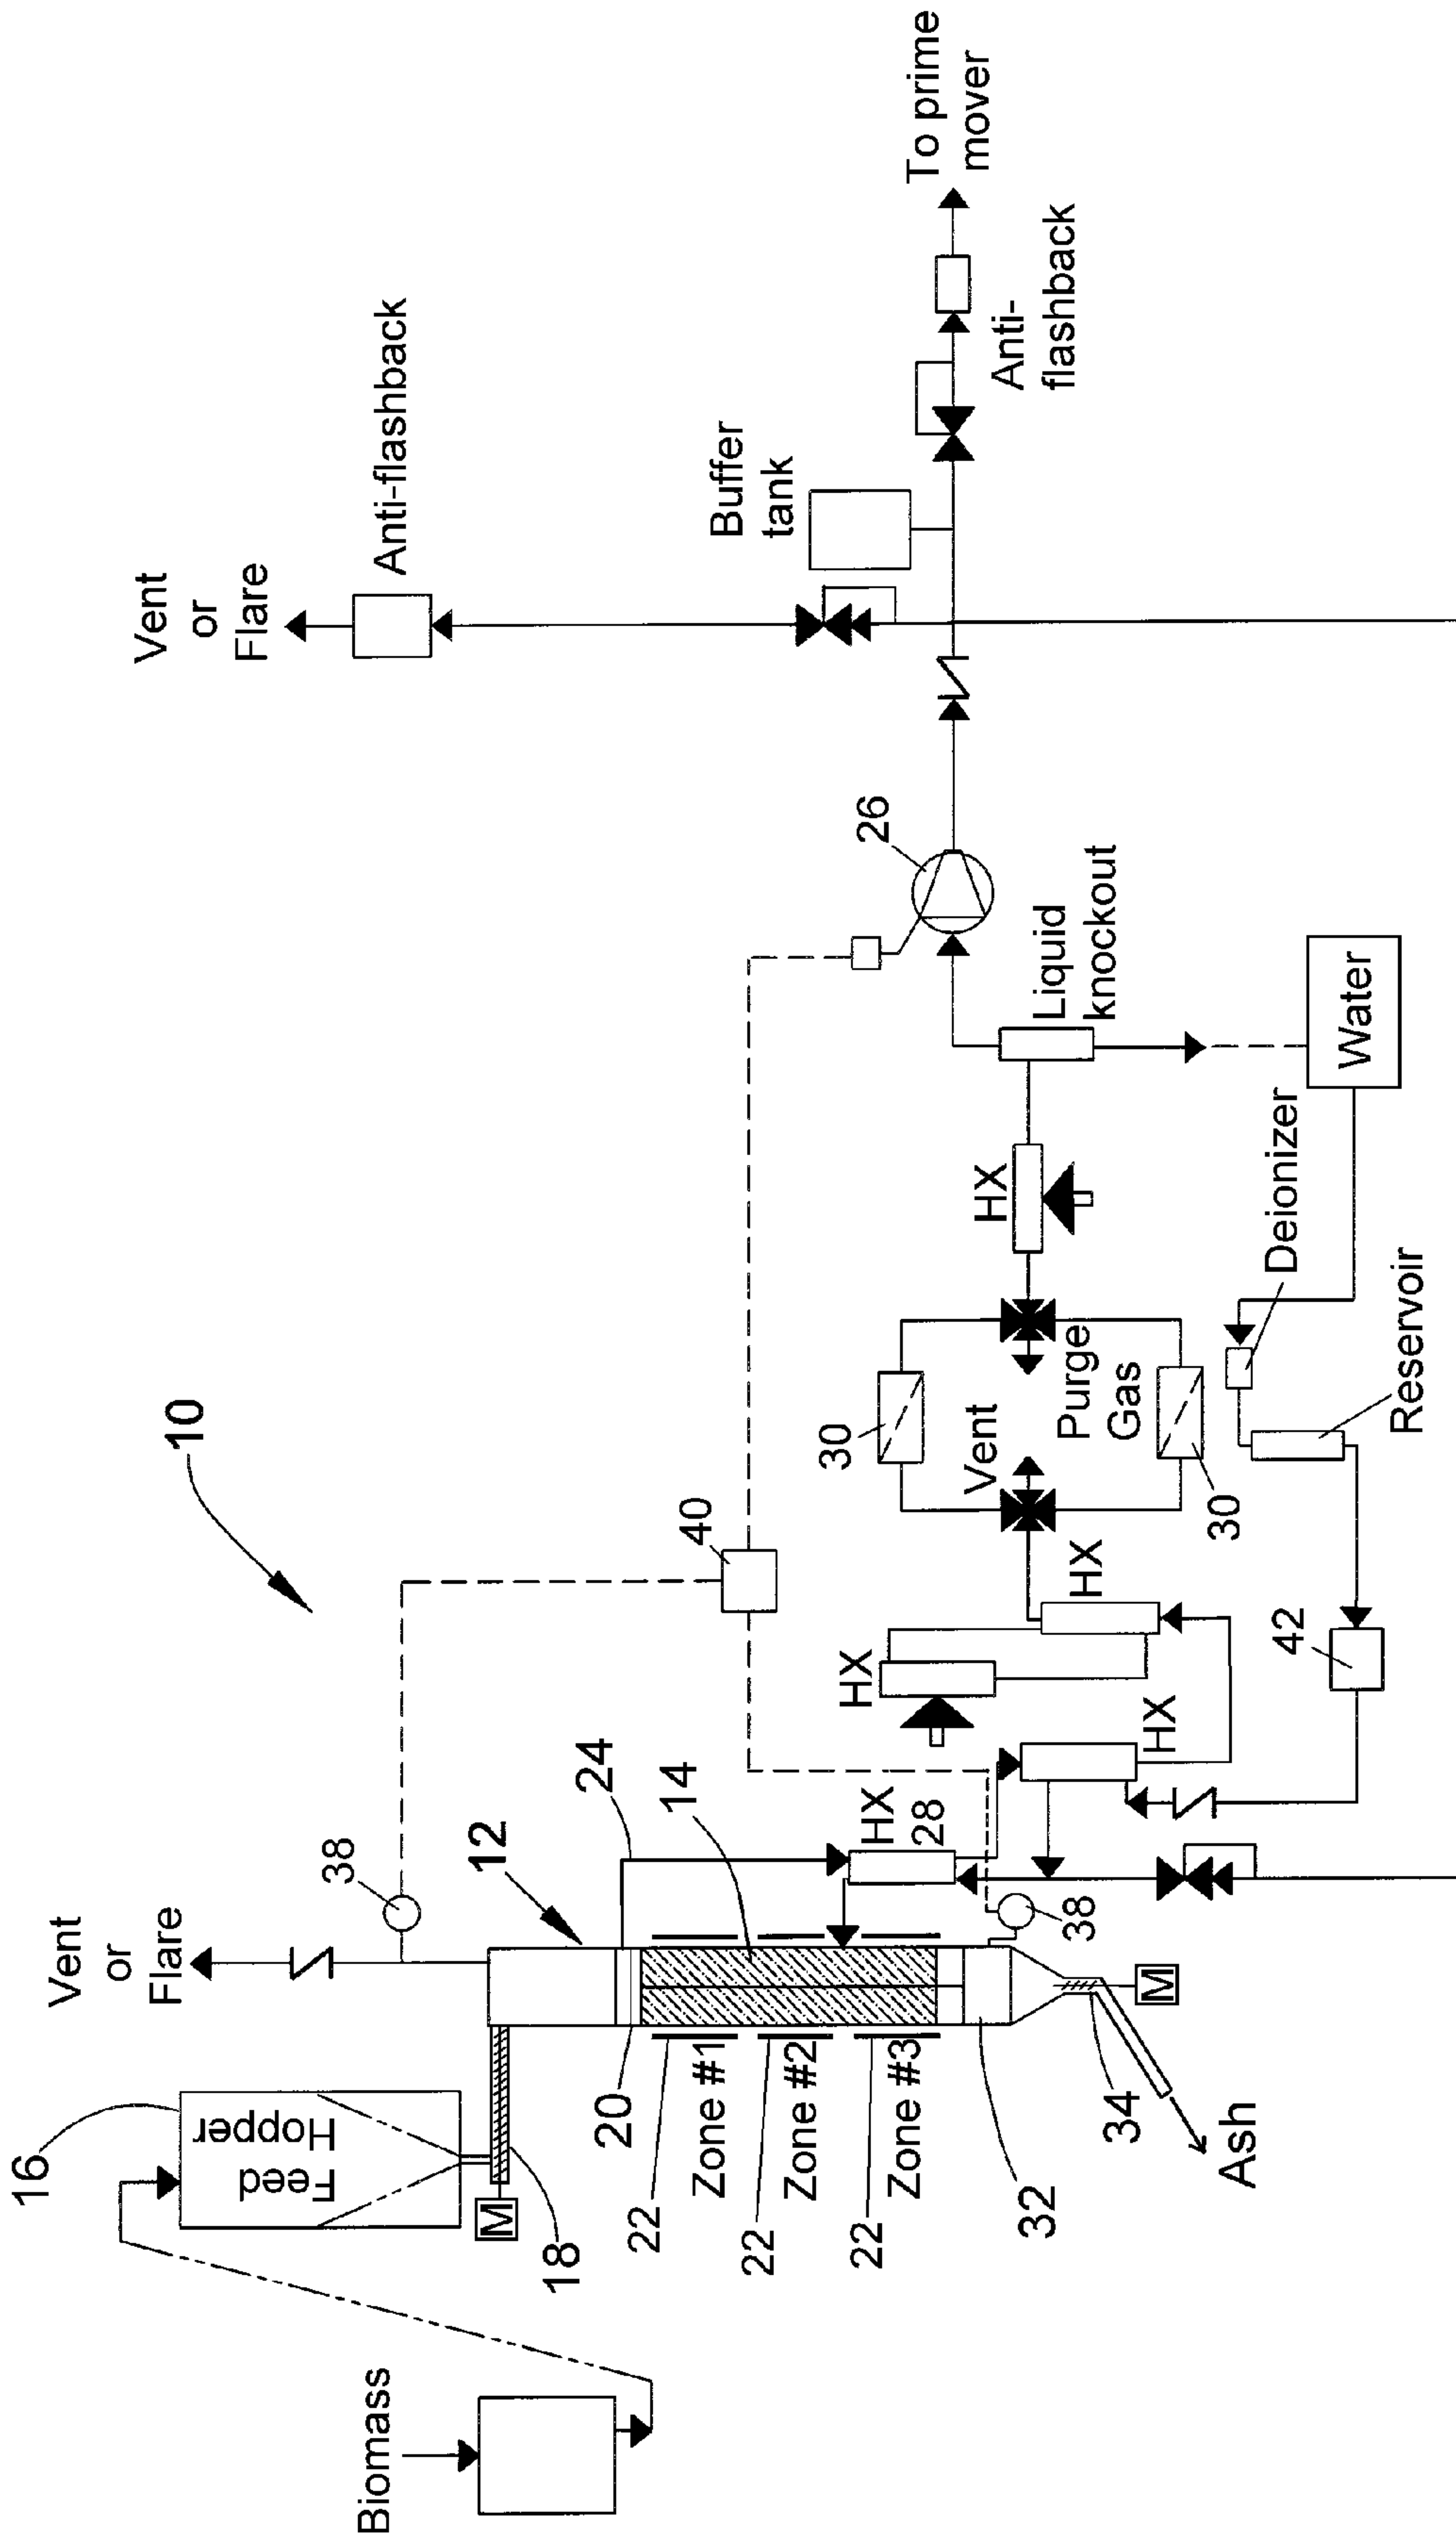 Biomass
16
Feed
Hopper
M
18
Vent
or
Flare
38
10
12
24
20
14
22
Zone #1
22
Zone #2
22
Zone #3
32
34
Ash
M
38
HX
28
HX
HX
HX
40
42
Vent
30
30
Purge
Gas
Reservoir
Deionizer
HX
Water
Liquid
knockout
26
Vent
or
Flare
Anti-flashback
Buffer
tank
Anti-
flashback
To prime
mover